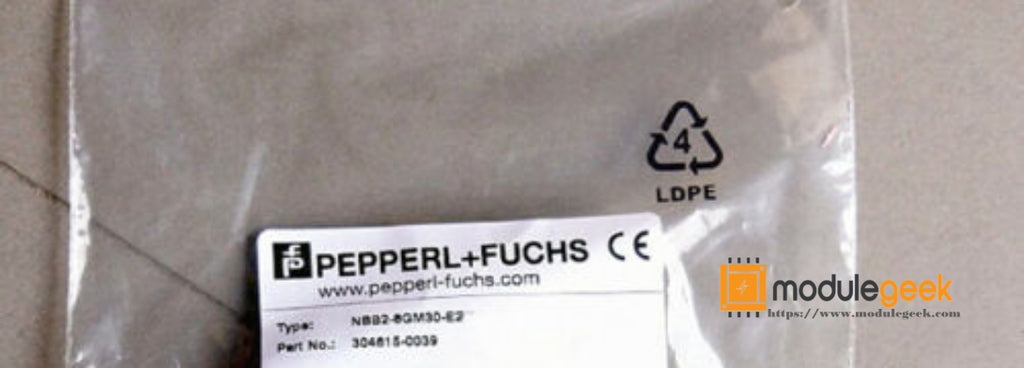 4
LDPE
PEPPERL+FUCHS CE
www.pepperl-fuchs.com
Type: NBB2-8GM30-E2
Part No.: 304615-0039
modulegeek
https://www.modulegeek.com